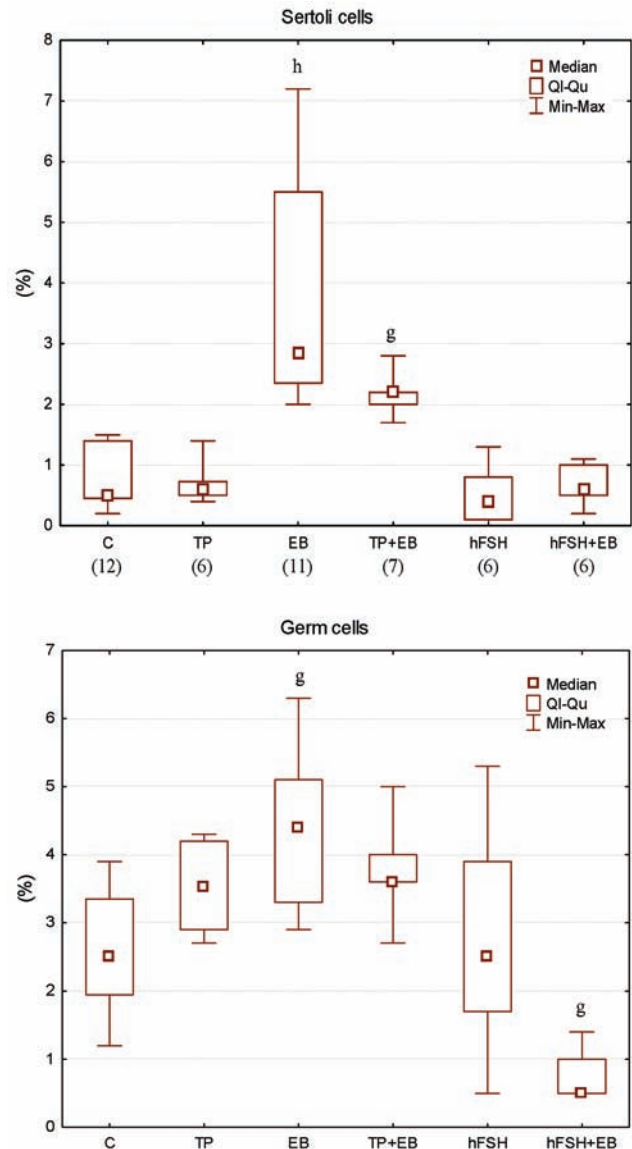 Sertoli cells
8
7
6
5
4
3
2
1
0
(%)
h
g
Median
Ql-Qu
Min-Max
C TP EB TP+EB hFSH hFSH+EB
(12) (6) (11) (7) (6) (6)
Germ cells
7
6
5
4
3
2
1
0
(%)
g
g
Median
Ql-Qu
Min-Max
C TP EB TP+EB hFSH hFSH+EB